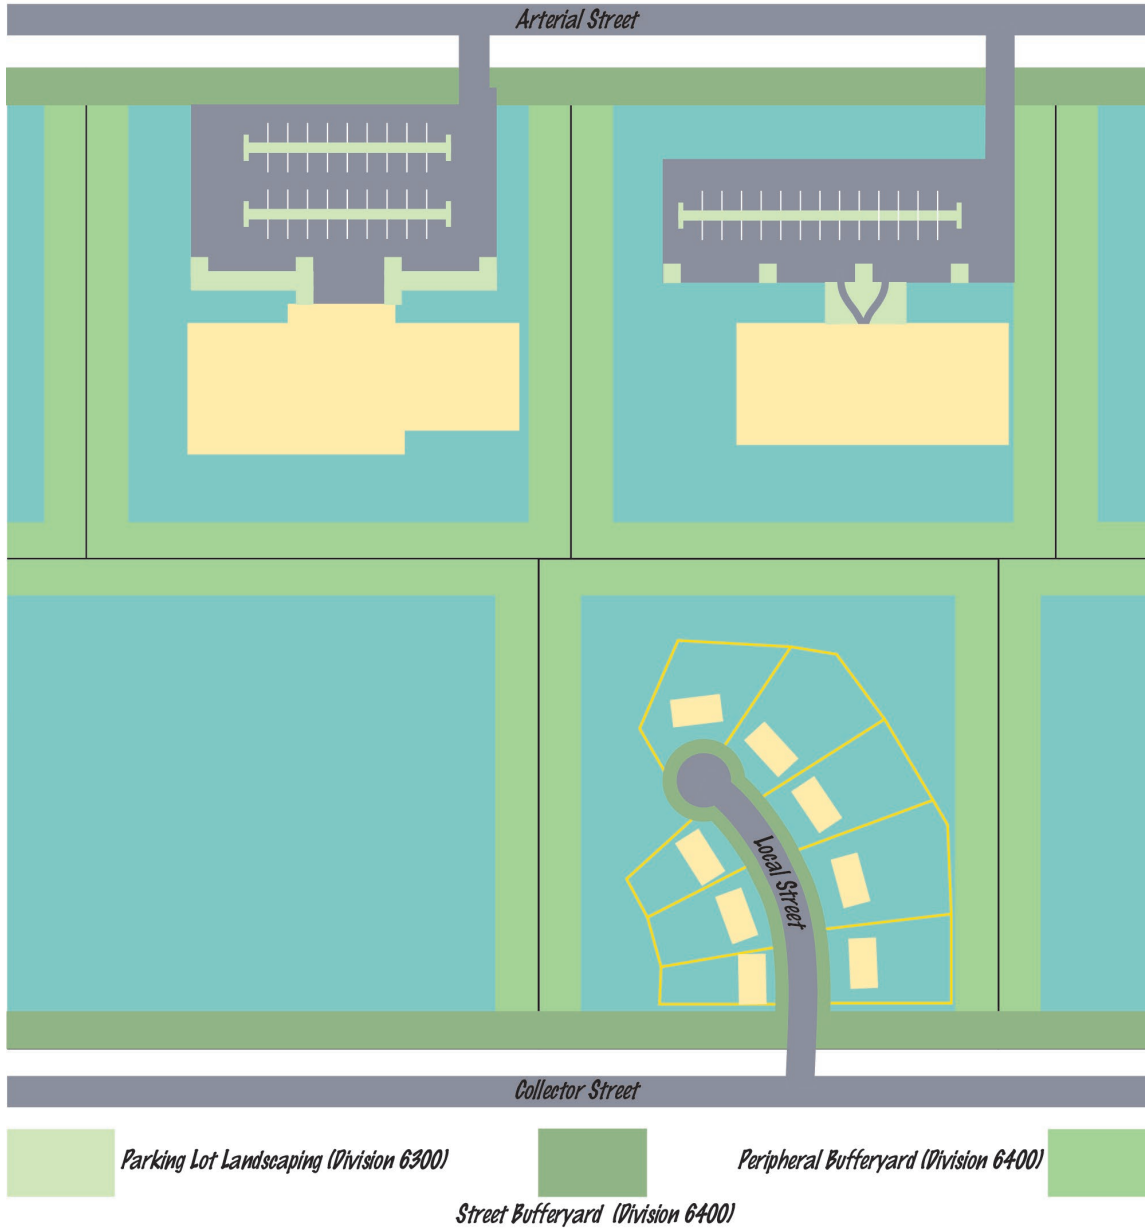 Arterial Street
Local Street
Collector Street
Parking Lot Landscaping (Division 6300)
Peripheral Bufferyard (Division 6400)
Street Bufferyard (Division 6400)